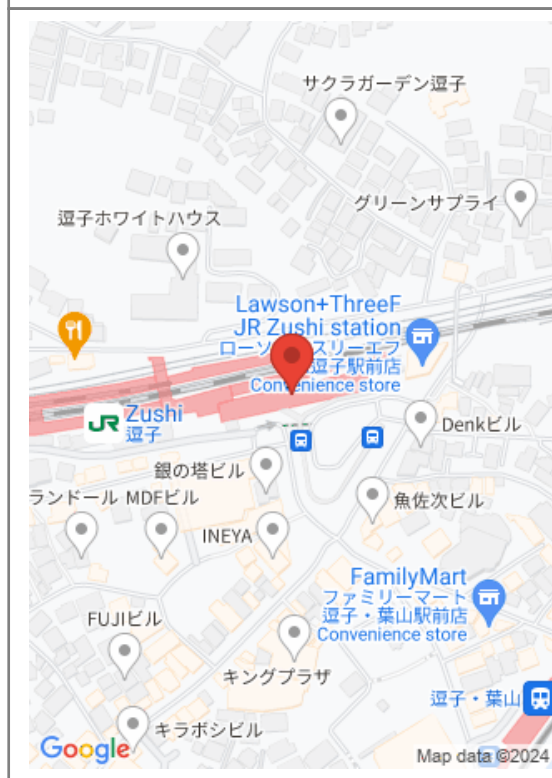 サクラガーデン逗子
グリーンサプライ
逗子ホワイトハウス
Lawson+ThreeF
JR Zushi station
ローソン スリーエフ
逗子駅前店
Convenience store
JR
Zushi
逗子
Denkビル
銀の塔ビル
ランドール
MDFビル
魚佐次ビル
INEYA
FamilyMart
ファミリーマート
逗子・葉山駅前店
Convenience store
FUJIビル
キングプラザ
逗子・葉山
キラボシビル
Google
Map data ©2024